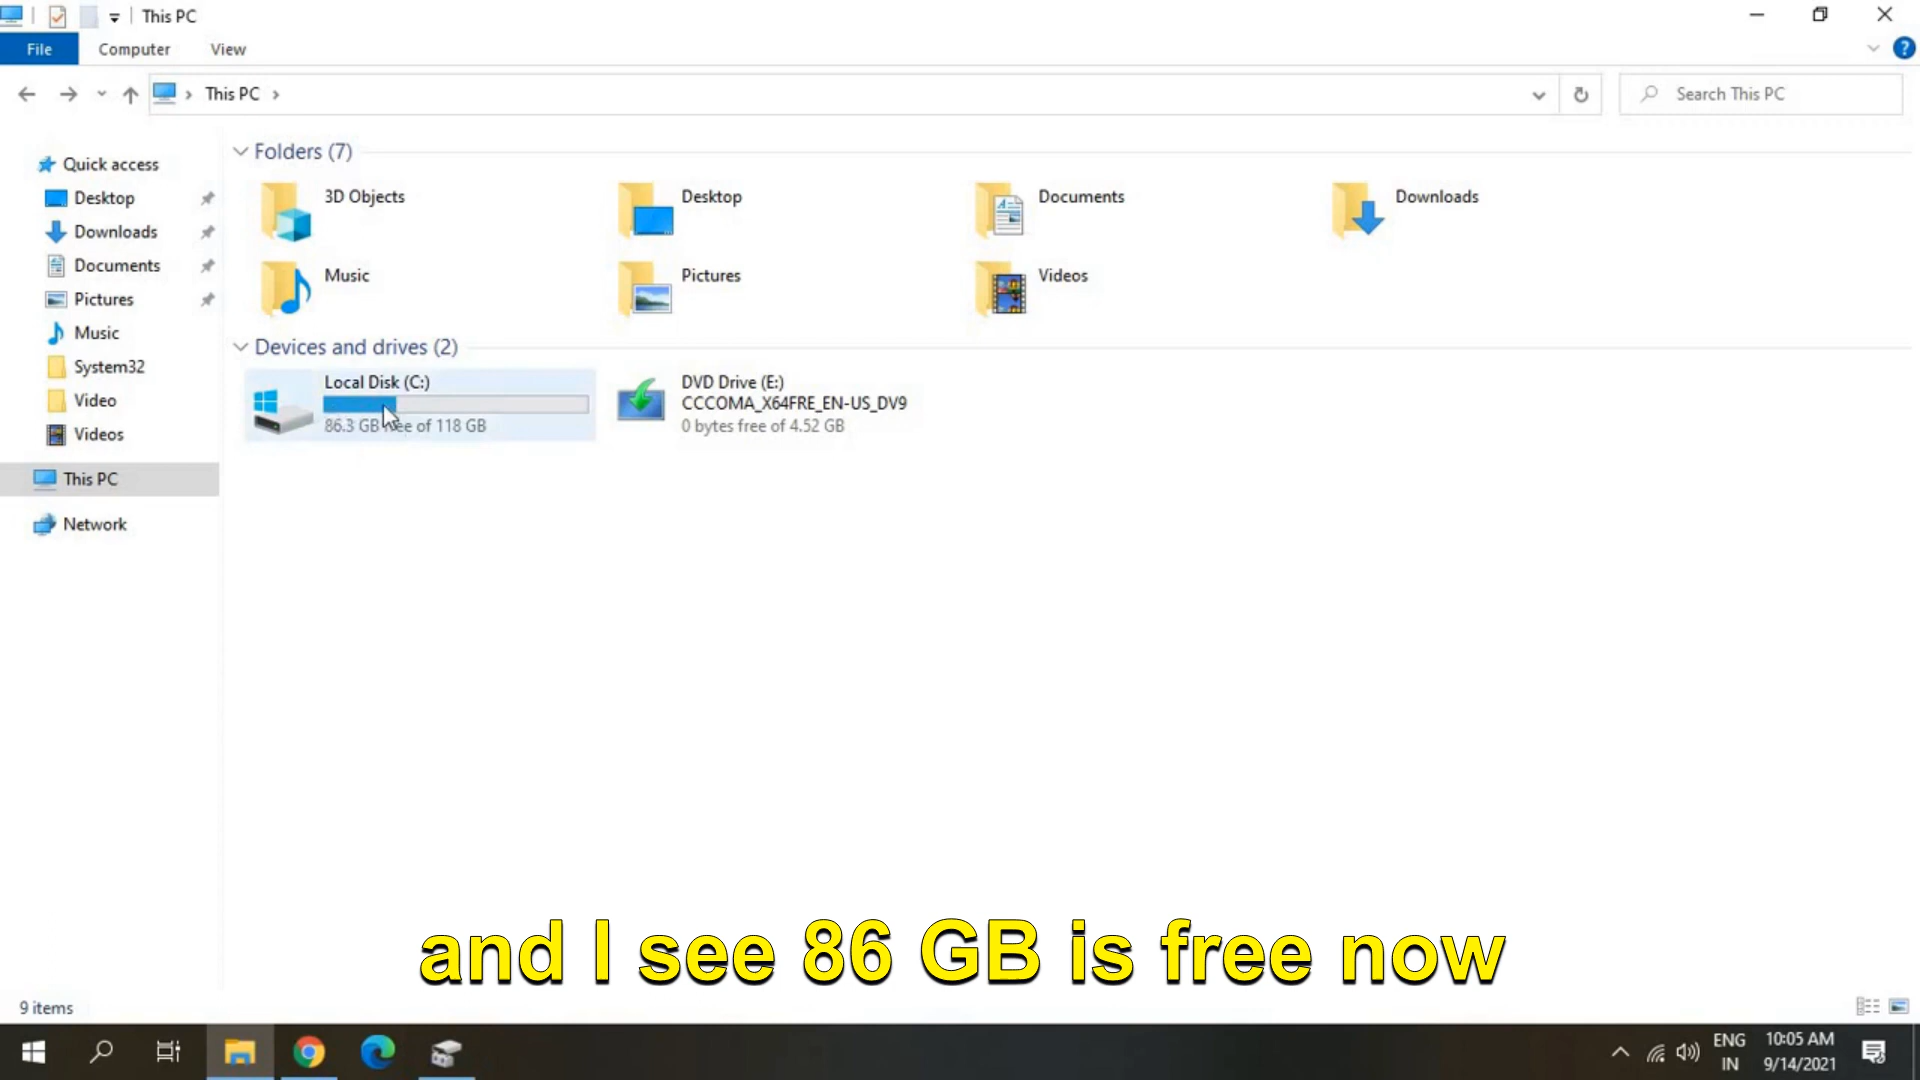 This PC
File Computer View
This PC
Search This PC
Quick access
Desktop
Downloads
Documents
Pictures
Music
System32
Video
Videos
This PC
Network
Folders (7)
3D Objects
Desktop
Documents
Downloads
Music
Pictures
Videos
Devices and drives (2)
Local Disk (C:)
86.3 GB free of 118 GB
DVD Drive (E:)
CCCOMA_X64FRE_EN-US_DV9
0 bytes free of 4.52 GB
and I see 86 GB is free now
9 items
ENG
IN
10:05 AM
9/14/2021